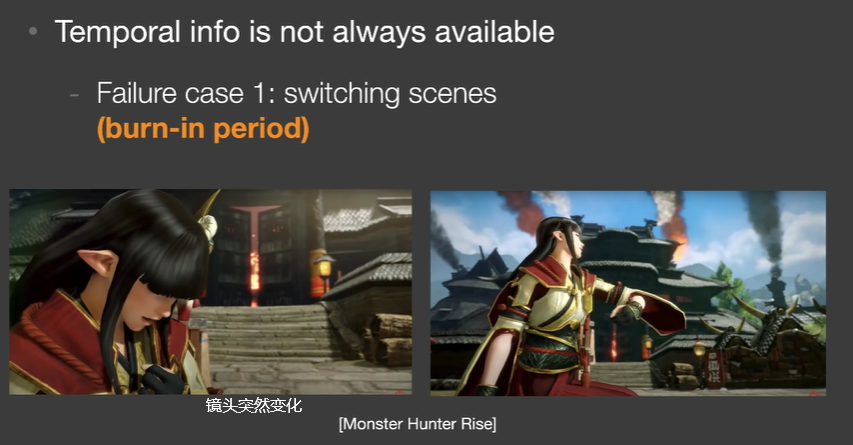 Temporal info is not always available
- Failure case 1: switching scenes
(burn-in period)
镜头突然变化
[Monster Hunter Rise]